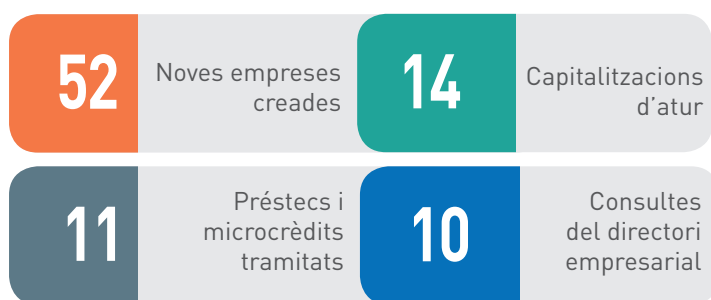 52
Noves empreses
creades
14
Capitalitzacions
d'atur
11
Préstecs i
microcrèdits
tramitats
10
Consultes
del directori
empresarial